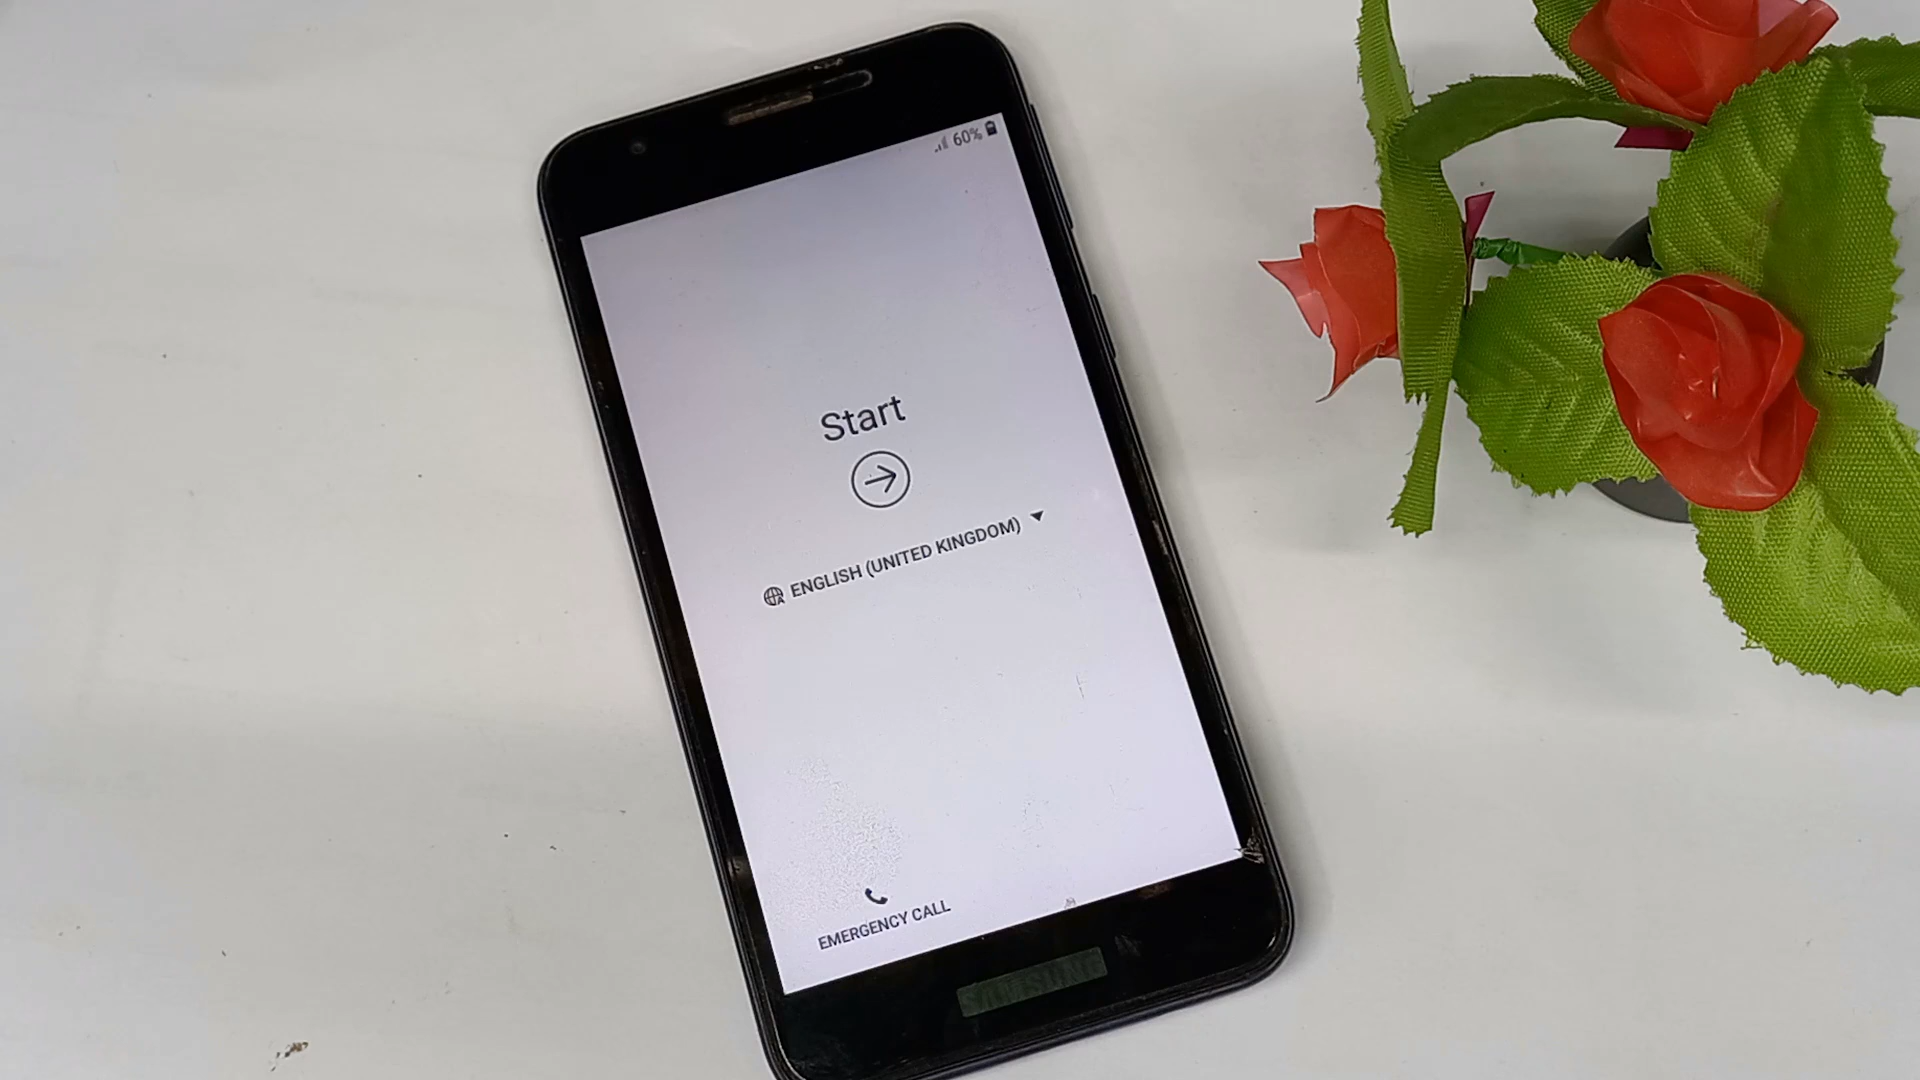 60%
Start
ENGLISH (UNITED KINGDOM)
EMERGENCY CALL
SAMSUNG